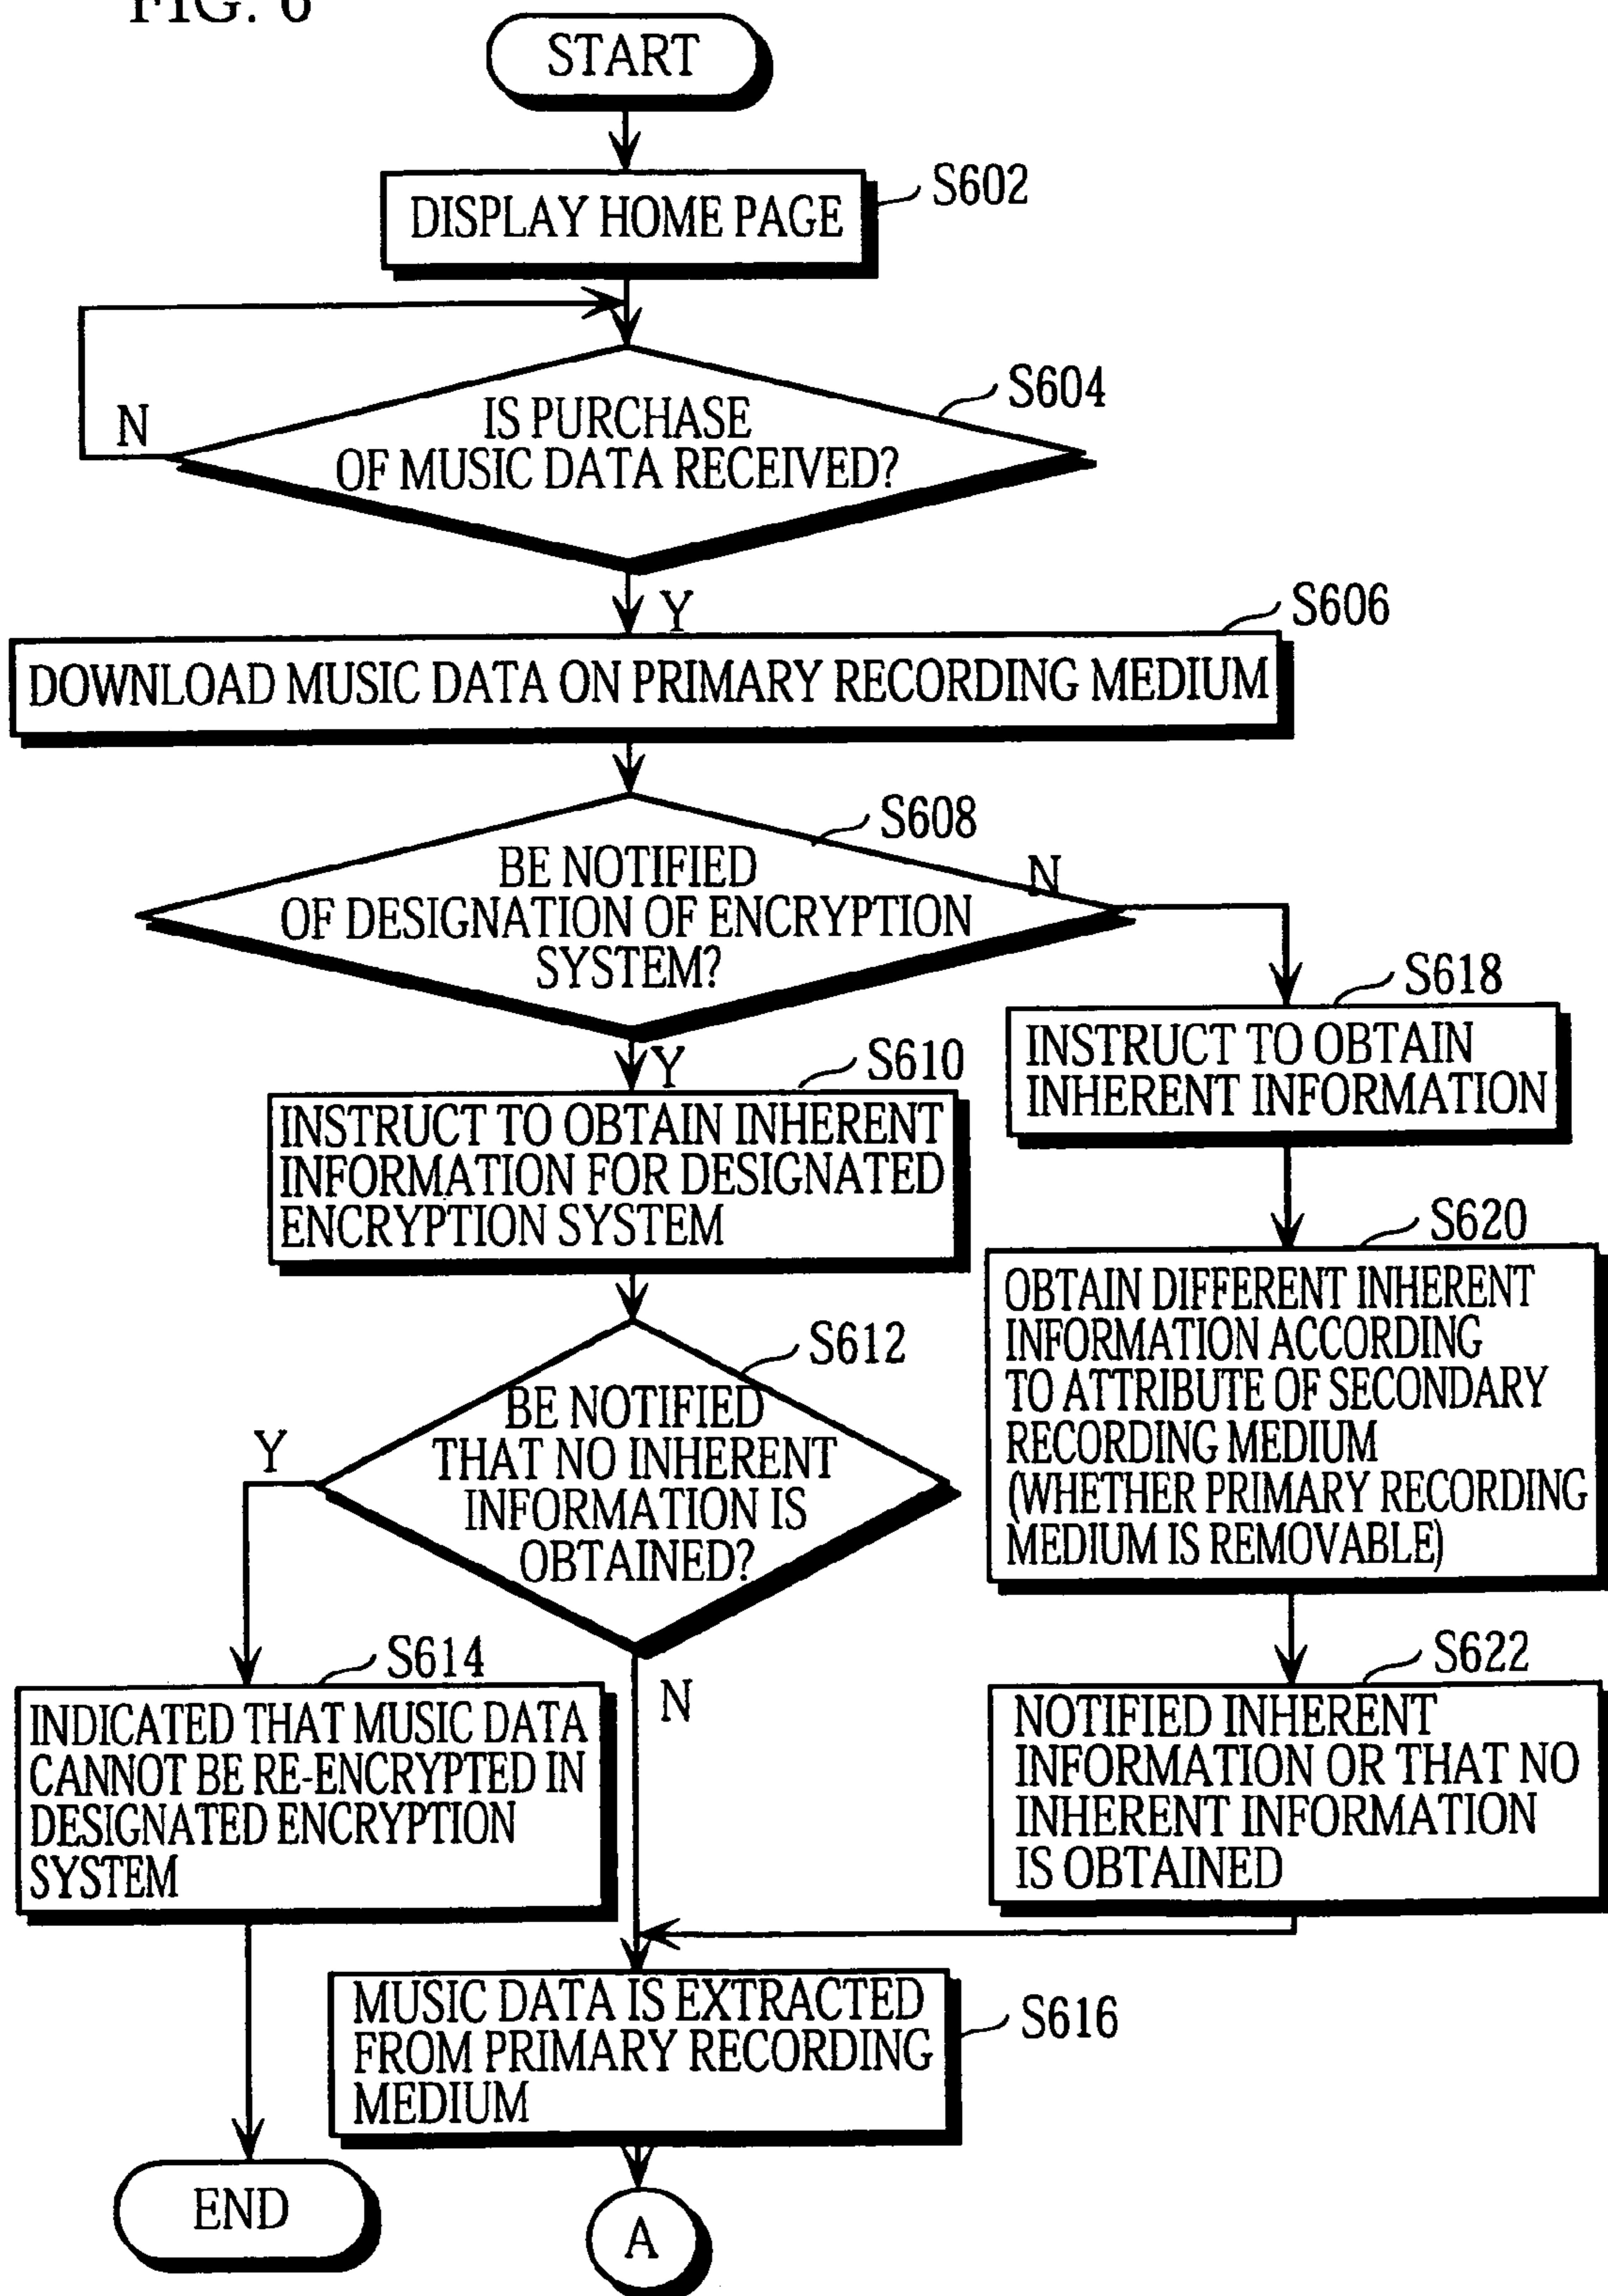 FIG. 6
START
DISPLAY HOME PAGE
S602
IS PURCHASE
OF MUSIC DATA RECEIVED?
S604
N
Y
DOWNLOAD MUSIC DATA ON PRIMARY RECORDING MEDIUM
S606
BE NOTIFIED
OF DESIGNATION OF ENCRYPTION
SYSTEM?
S608
N
Y
INSTRUCT TO OBTAIN INHERENT
INFORMATION FOR DESIGNATED
ENCRYPTION SYSTEM
S610
INSTRUCT TO OBTAIN
INHERENT INFORMATION
S618
OBTAIN DIFFERENT INHERENT
INFORMATION ACCORDING
TO ATTRIBUTE OF SECONDARY
RECORDING MEDIUM
(WHETHER PRIMARY RECORDING
MEDIUM IS REMOVABLE)
S620
BE NOTIFIED
THAT NO INHERENT
INFORMATION IS
OBTAINED?
S612
Y
N
INDICATED THAT MUSIC DATA
CANNOT BE RE-ENCRYPTED IN
DESIGNATED ENCRYPTION
SYSTEM
S614
NOTIFIED INHERENT
INFORMATION OR THAT NO
INHERENT INFORMATION
IS OBTAINED
S622
MUSIC DATA IS EXTRACTED
FROM PRIMARY RECORDING
MEDIUM
S616
END
A